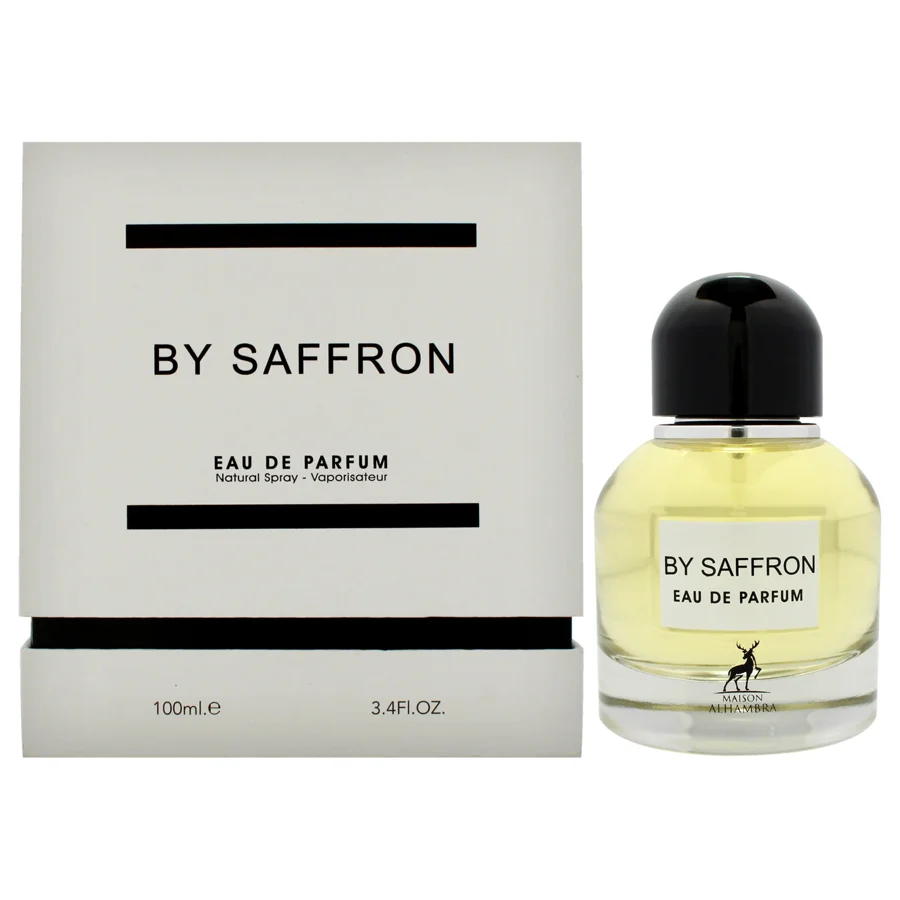 BY SAFFRON
EAU DE PARFUM
Natural Spray - Vaporisateur
100ml.e
3.4Fl.OZ.
BY SAFFRON
EAU DE PARFUM
MAISON
ALHAMBRA